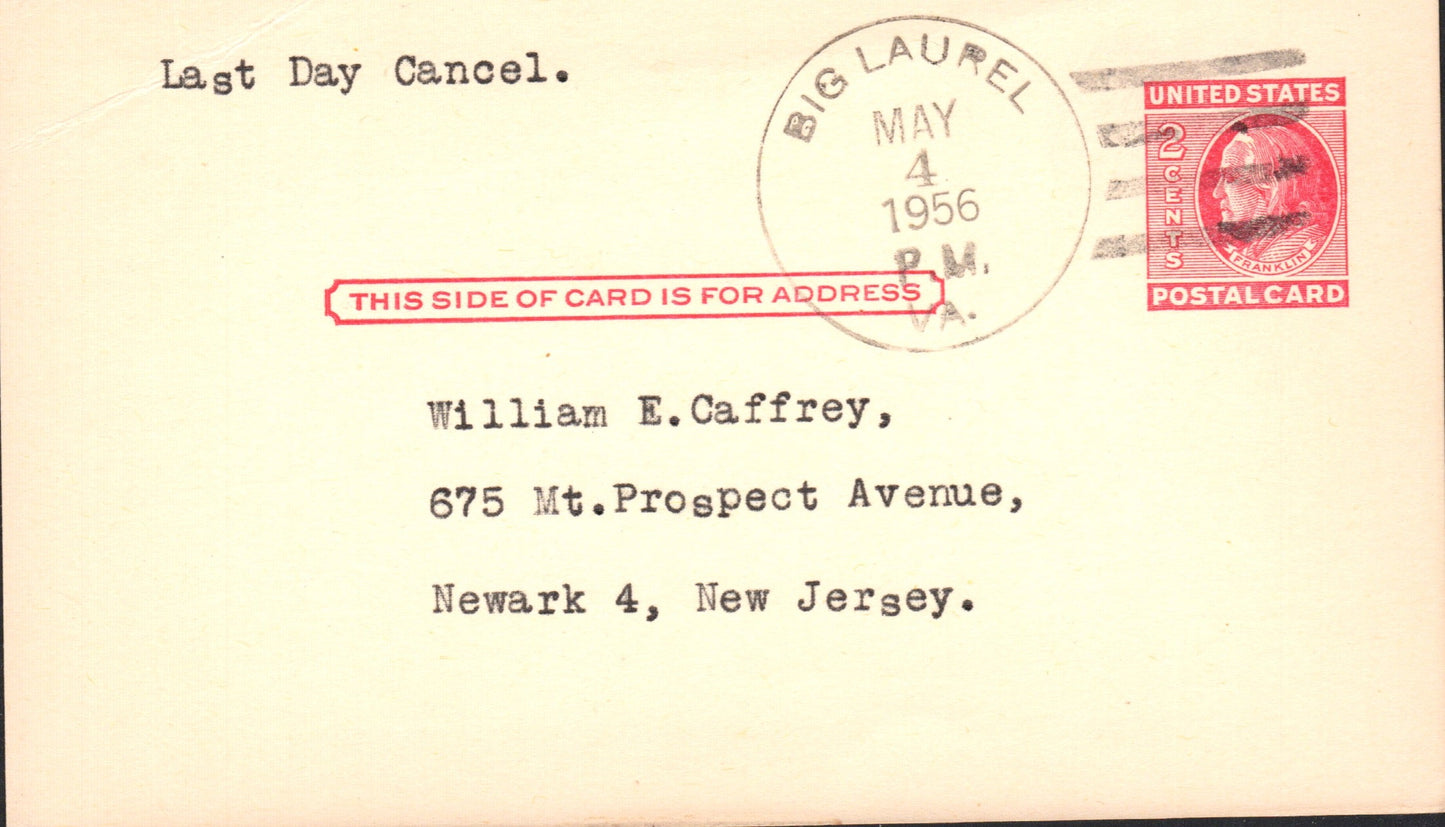 Last Day Cancel.
BIG LAUREL
MAY
4
1956
P.M.
VA.
UNITED STATES
2 CENTS
FRANKLIN
POSTAL CARD
THIS SIDE OF CARD IS FOR ADDRESS
William E.Caffrey,
675 Mt.Prospect Avenue,
Newark 4, New Jersey.